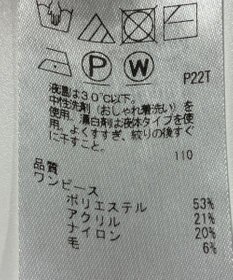 P
W
P22T
液温は30℃以下。
中性洗剤(おしゃれ着洗い)を
使用。漂白剤は液体タイプを使
用。よくすすぎ、絞りの後すぐ
に干すこと。
110
品質
ワンピース
ポリエステル 53%
アクリル 21%
ナイロン 20%
毛 6%